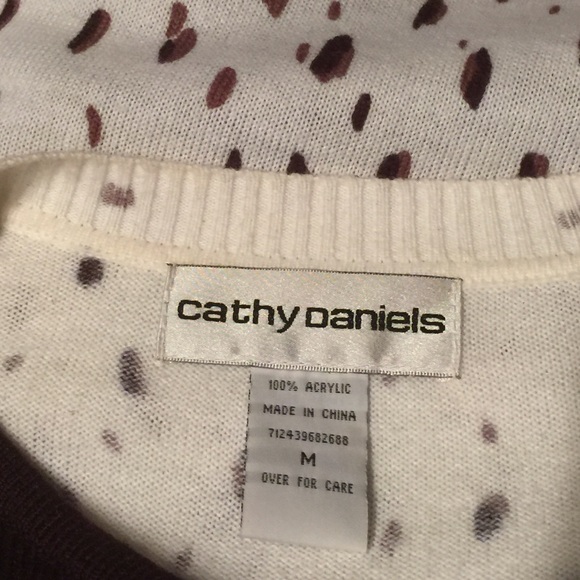 cathy Daniels
100% ACRYLIC
MADE IN CHINA
712439682688
M
OVER FOR CARE